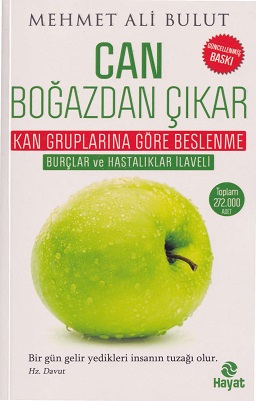 MEHMET ALİ BULUT
CAN
BOĞAZDAN ÇIKAR
GÜNCELLENMİŞ
BASKI
KAN GRUPLARINA GÖRE BESLENME
BURÇLAR ve HASTALIKLAR İLAVELİ
Toplam
272.000
ADET
Bir gün gelir yedikleri insanın tuzağı olur.
Hz. Davut
Hayat